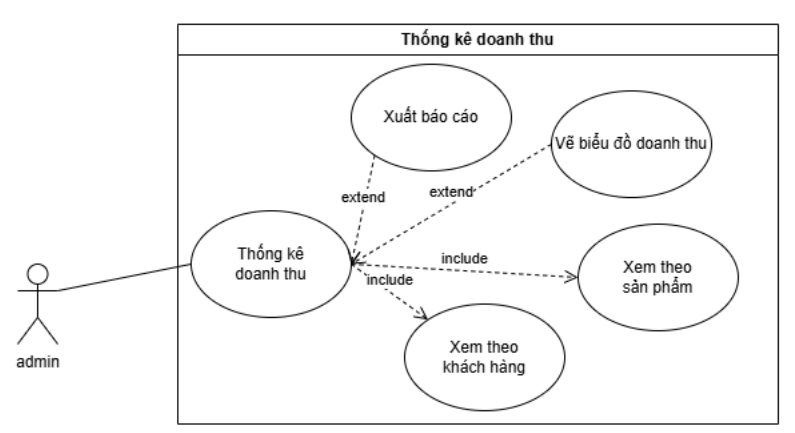 Thống kê doanh thu
Xuất báo cáo
Vẽ biểu đồ doanh thu
extend
extend
Thống kê
doanh thu
include
Xem theo
sản phẩm
include
Xem theo
khách hàng
admin